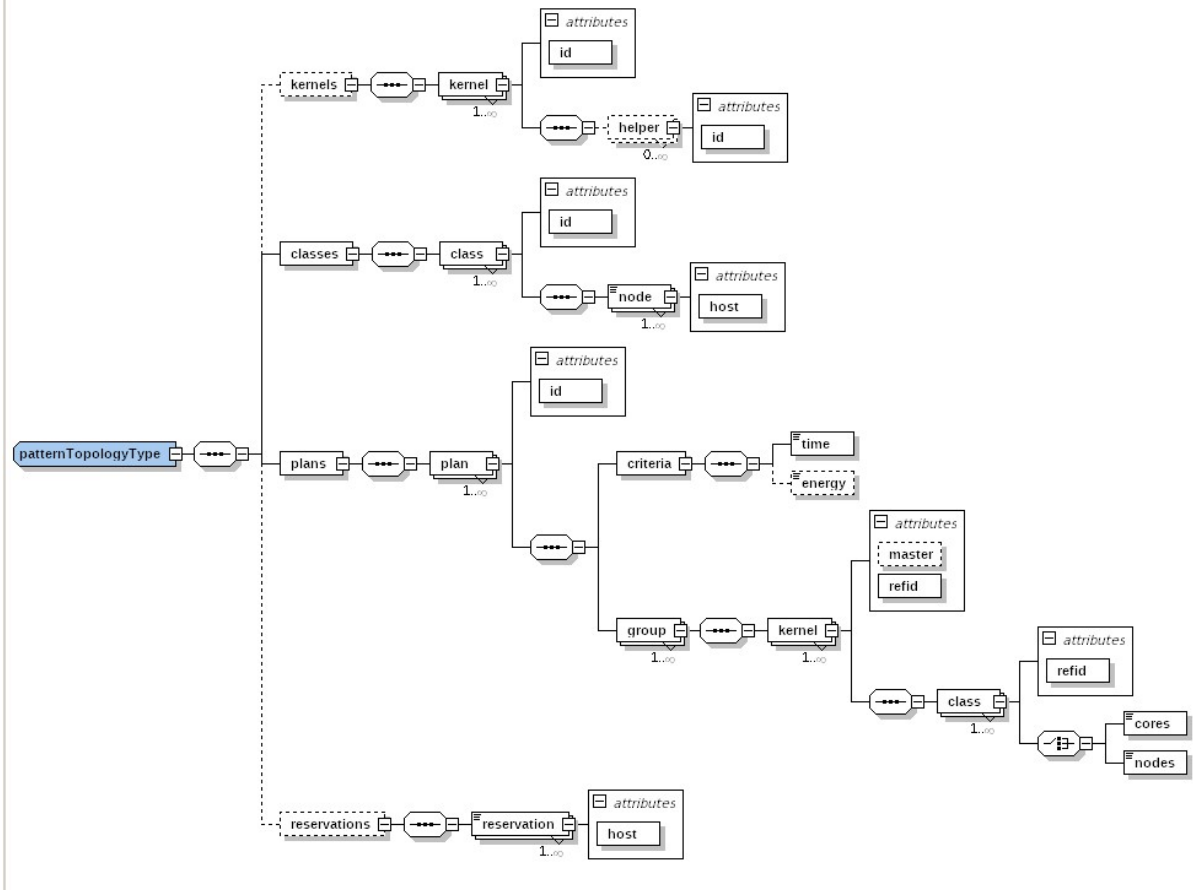 attributes
id
kernels
kernel
1..∞
attributes
helper
id
0..∞
attributes
id
classes
class
1..∞
attributes
node
host
1..∞
attributes
id
patternTopologyType
plans
plan
1..∞
criteria
time
energy
attributes
master
refid
group
kernel
1..∞
1..∞
attributes
refid
class
1..∞
cores
nodes
attributes
reservations
reservation
host
1..∞